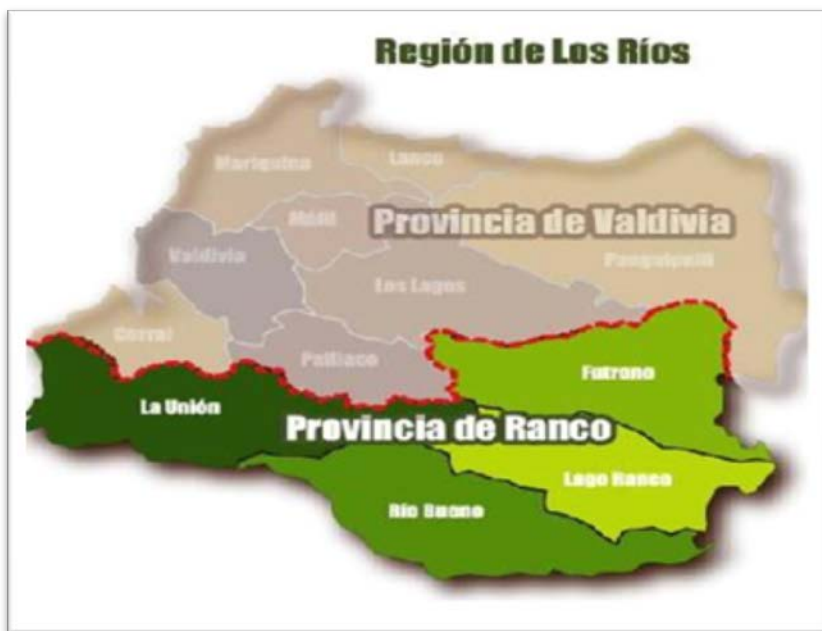 Región de Los Ríos
Lanco
Mariquina
Máfil
Provincia de Valdivia
Valdivia
Panguipulli
Los Lagos
Corral
Paillaco
Futrono
La Unión
Provincia de Ranco
Lago Ranco
Río Bueno